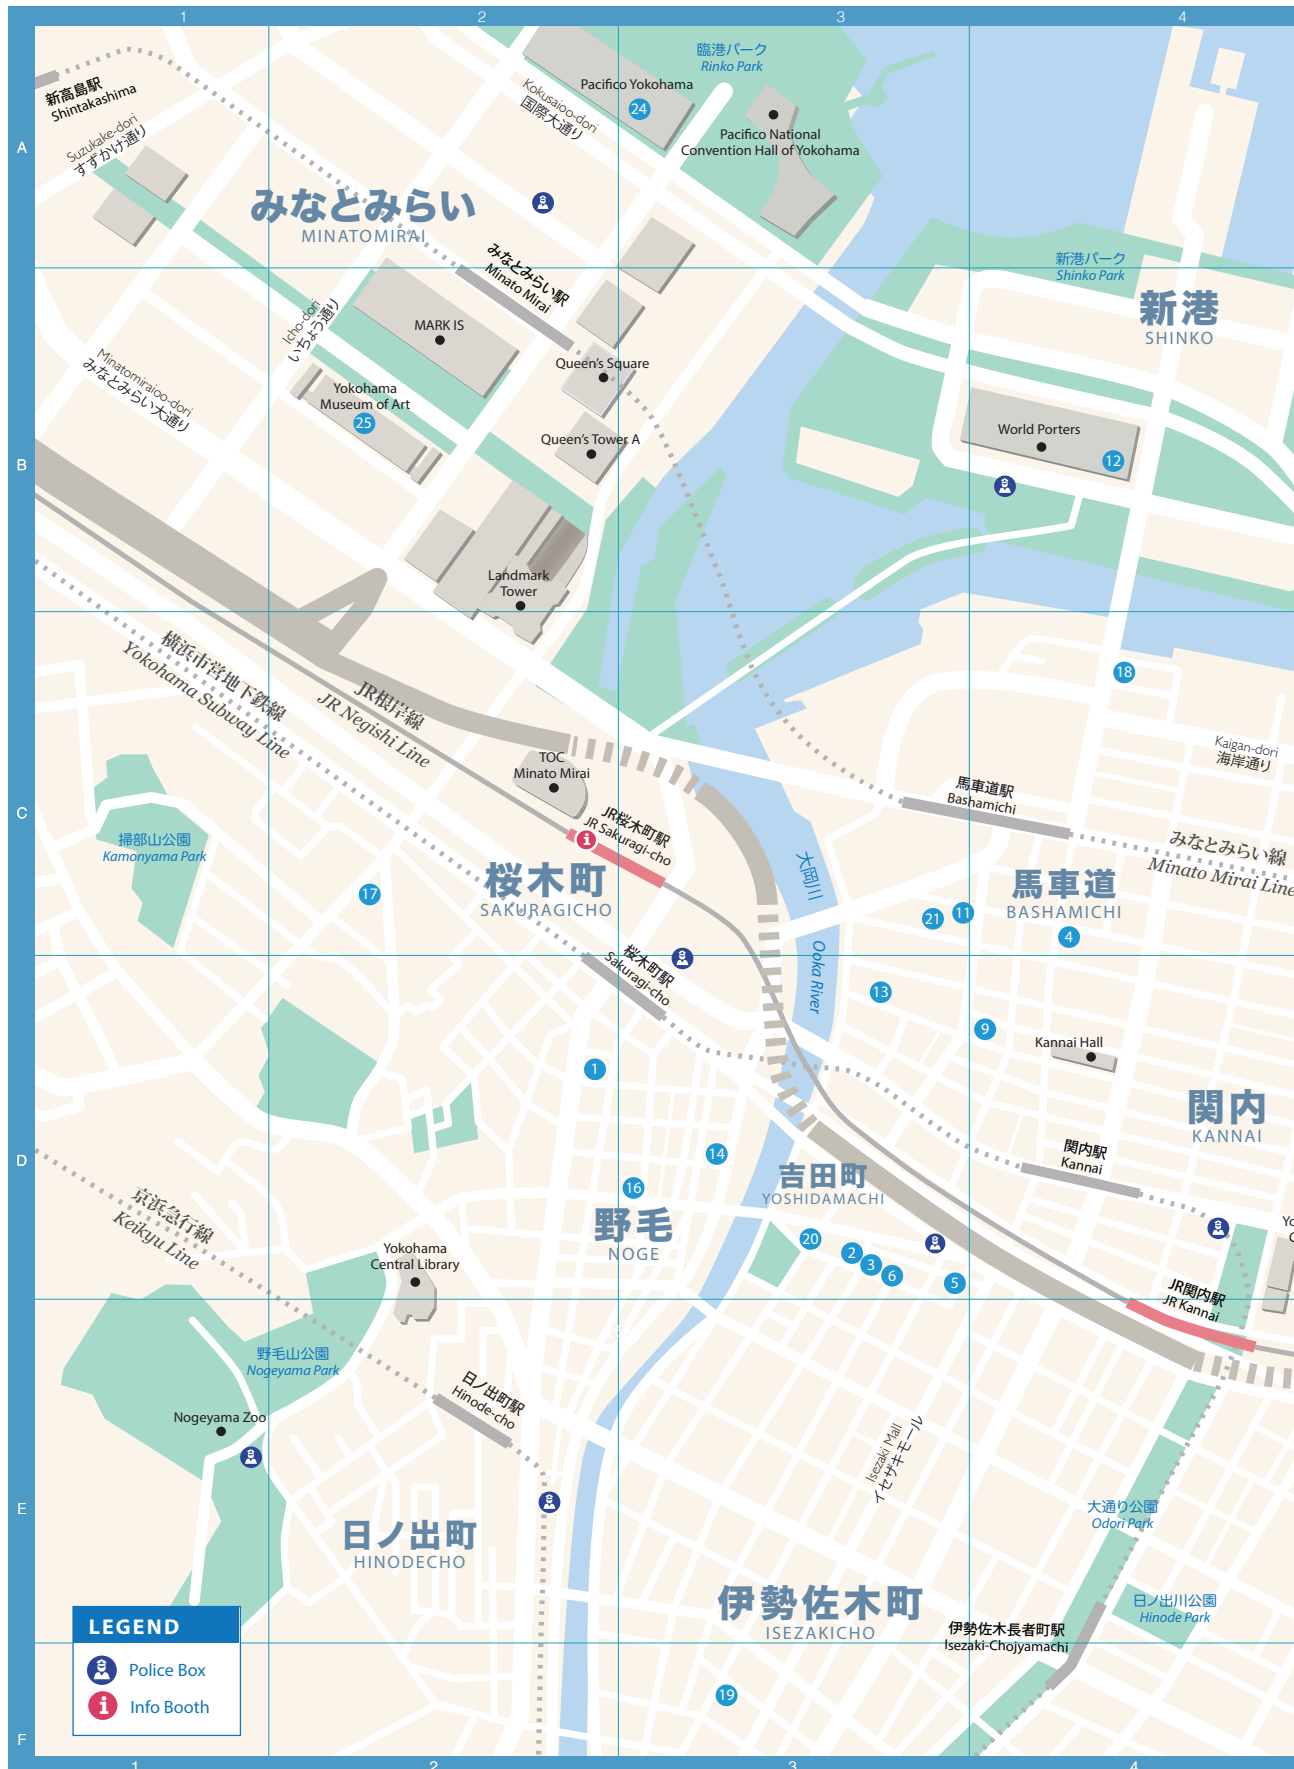 1
2
3
4
A
B
C
D
E
F
新高島駅
Shintakashima
Suzukake-dori
すずかけ通り
みなとみらい
MINATOMIRAI
Kokusaioo-dori
国際大通り
Pacifico Yokohama
24
臨港パーク
Rinko Park
Pacifico National
Convention Hall of Yokohama
新港パーク
Shinko Park
新港
SHINKO
みなとみらい駅
Minato Mirai
Icho-dori
いちょう通り
MARK IS
Minatomiraioo-dori
みなとみらい大通り
Yokohama
Museum of Art
25
Queen's Square
Queen's Tower A
World Porters
12
Landmark
Tower
横浜市営地下鉄線
Yokohama Subway Line
JR根岸線
JR Negishi Line
18
Kaigan-dori
海岸通り
TOC
Minato Mirai
馬車道駅
Bashamichi
掃部山公園
Kamonyama Park
JR桜木町駅
JR Sakuragi-cho
i
大岡川
Ooka River
みなとみらい線
Minato Mirai Line
17
桜木町
SAKURAGICHO
馬車道
BASHAMICHI
21
11
4
桜木町駅
Sakuragi-cho
13
9
Kannai Hall
1
関内
KANNAI
14
関内駅
Kannai
16
吉田町
YOSHIDAMACHI
京浜急行線
Keikyu Line
野毛
NOGE
20
2
3
6
5
Yo
C
Yokohama
Central Library
JR関内駅
JR Kannai
野毛山公園
Nogeyama Park
日ノ出町駅
Hinode-cho
Nogeyama Zoo
Isezaki Mall
イセザキモール
大通り公園
Odori Park
日ノ出町
HINODECHO
伊勢佐木町
ISEZAKICHO
日ノ出川公園
Hinode Park
伊勢佐木長者町駅
Isezaki-Chojyamachi
LEGEND
Police Box
i
Info Booth
19
1
2
3
4